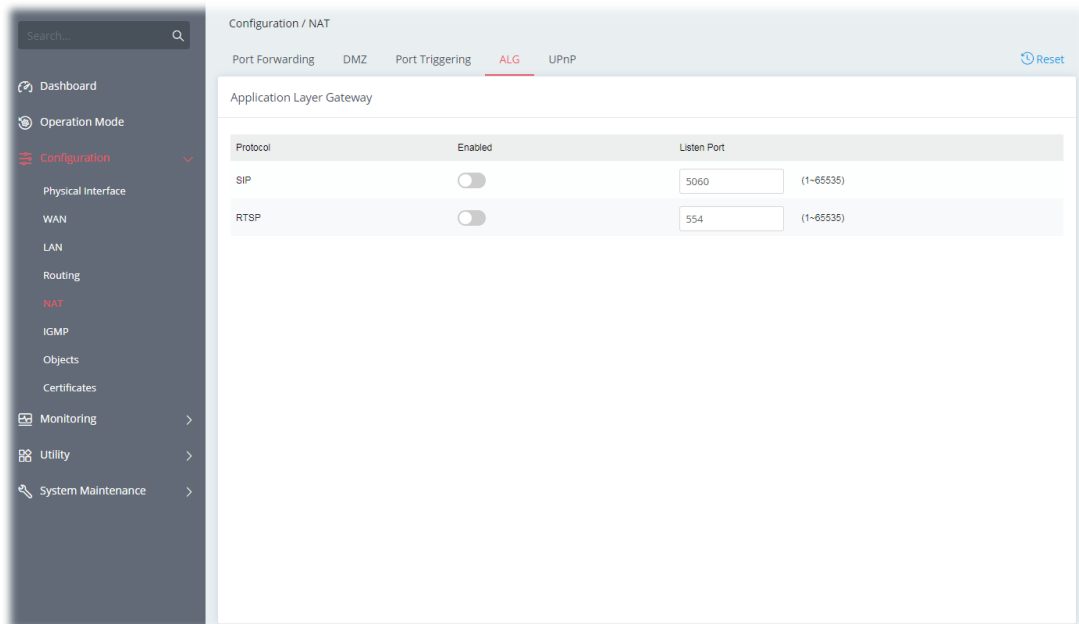 Search...
Dashboard
Operation Mode
Configuration
Physical Interface
WAN
LAN
Routing
NAT
IGMP
Objects
Certificates
Monitoring
Utility
System Maintenance
Configuration / NAT
Port Forwarding DMZ Port Triggering ALG UPnP Reset
Application Layer Gateway
Protocol Enabled Listen Port
SIP 5060 (1~65535)
RTSP 554 (1~65535)